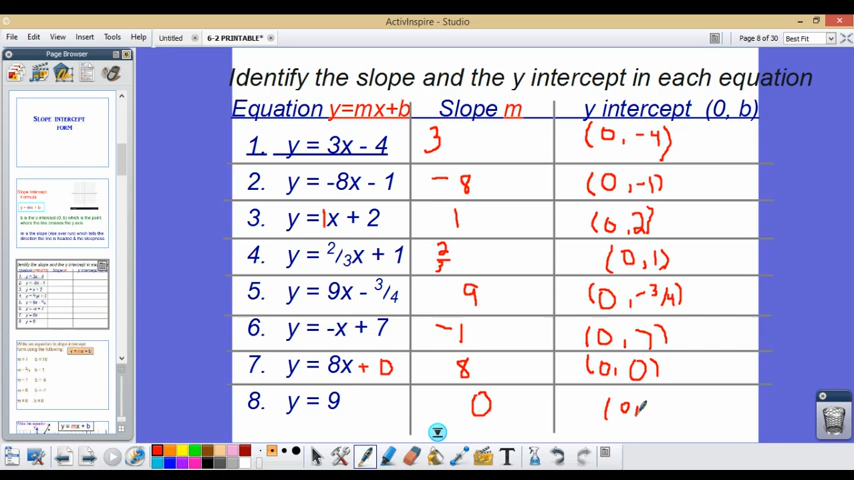 ActivInspire - Studio
File Edit View Insert Tools Help
Untitled 6-2 PRINTABLE* Page 8 of 30 Best Fit
Page Browser
SLOPE INTERCEPT
FORM
Identify the slope and the y intercept in each equation
Equation y=mx+b Slope m y intercept (0, b)
1. y = 3x - 4 3 (0, -4)
2. y = -8x - 1 -8 (0, -1)
3. y =1x + 2 1 (0, 2)
4. y = 2/3x + 1 2/3 (0, 1)
5. y = 9x - 3/4 9 (0, -3/4)
6. y = -x + 7 -1 (0, 7)
7. y = 8x + 0 8 (0, 0)
8. y = 9 0 (0,